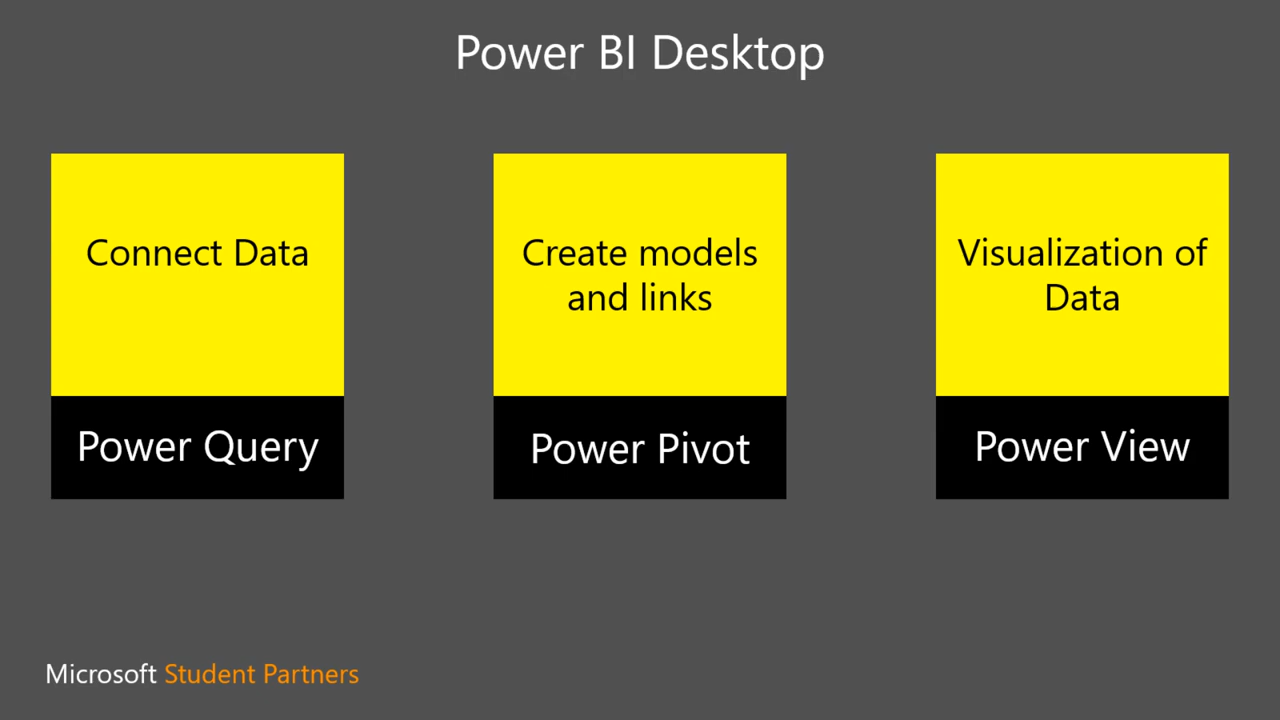 Power BI Desktop
Connect Data
Power Query
Create models
and links
Power Pivot
Visualization of
Data
Power View
Microsoft Student Partners